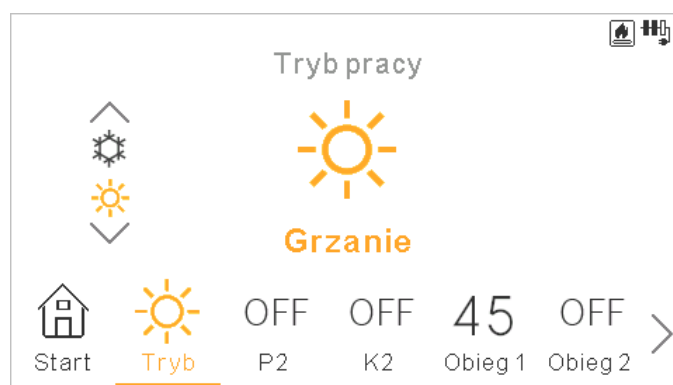 Tryb pracy
Grzanie
OFF OFF 45 OFF
Start Tryb P2 K2 Obieg 1 Obieg 2